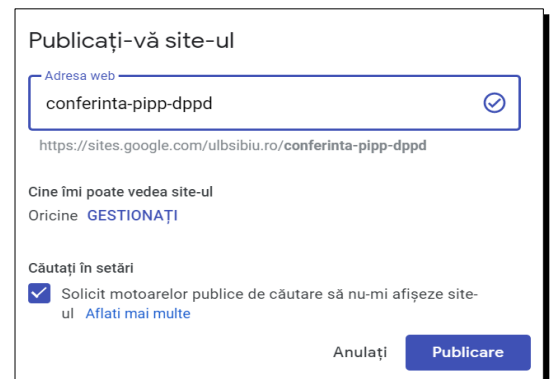 Publicați-vă site-ul
Adresa web
conferinta-pipp-dppd
https://sites.google.com/ulbsibiu.ro/conferinta-pipp-dppd
Cine îmi poate vedea site-ul
Oricine GESTIONAȚI
Căutați în setări
Solicit motoarelor publice de căutare să nu-mi afișeze site-
ul Aflati mai multe
Anulați Publicare